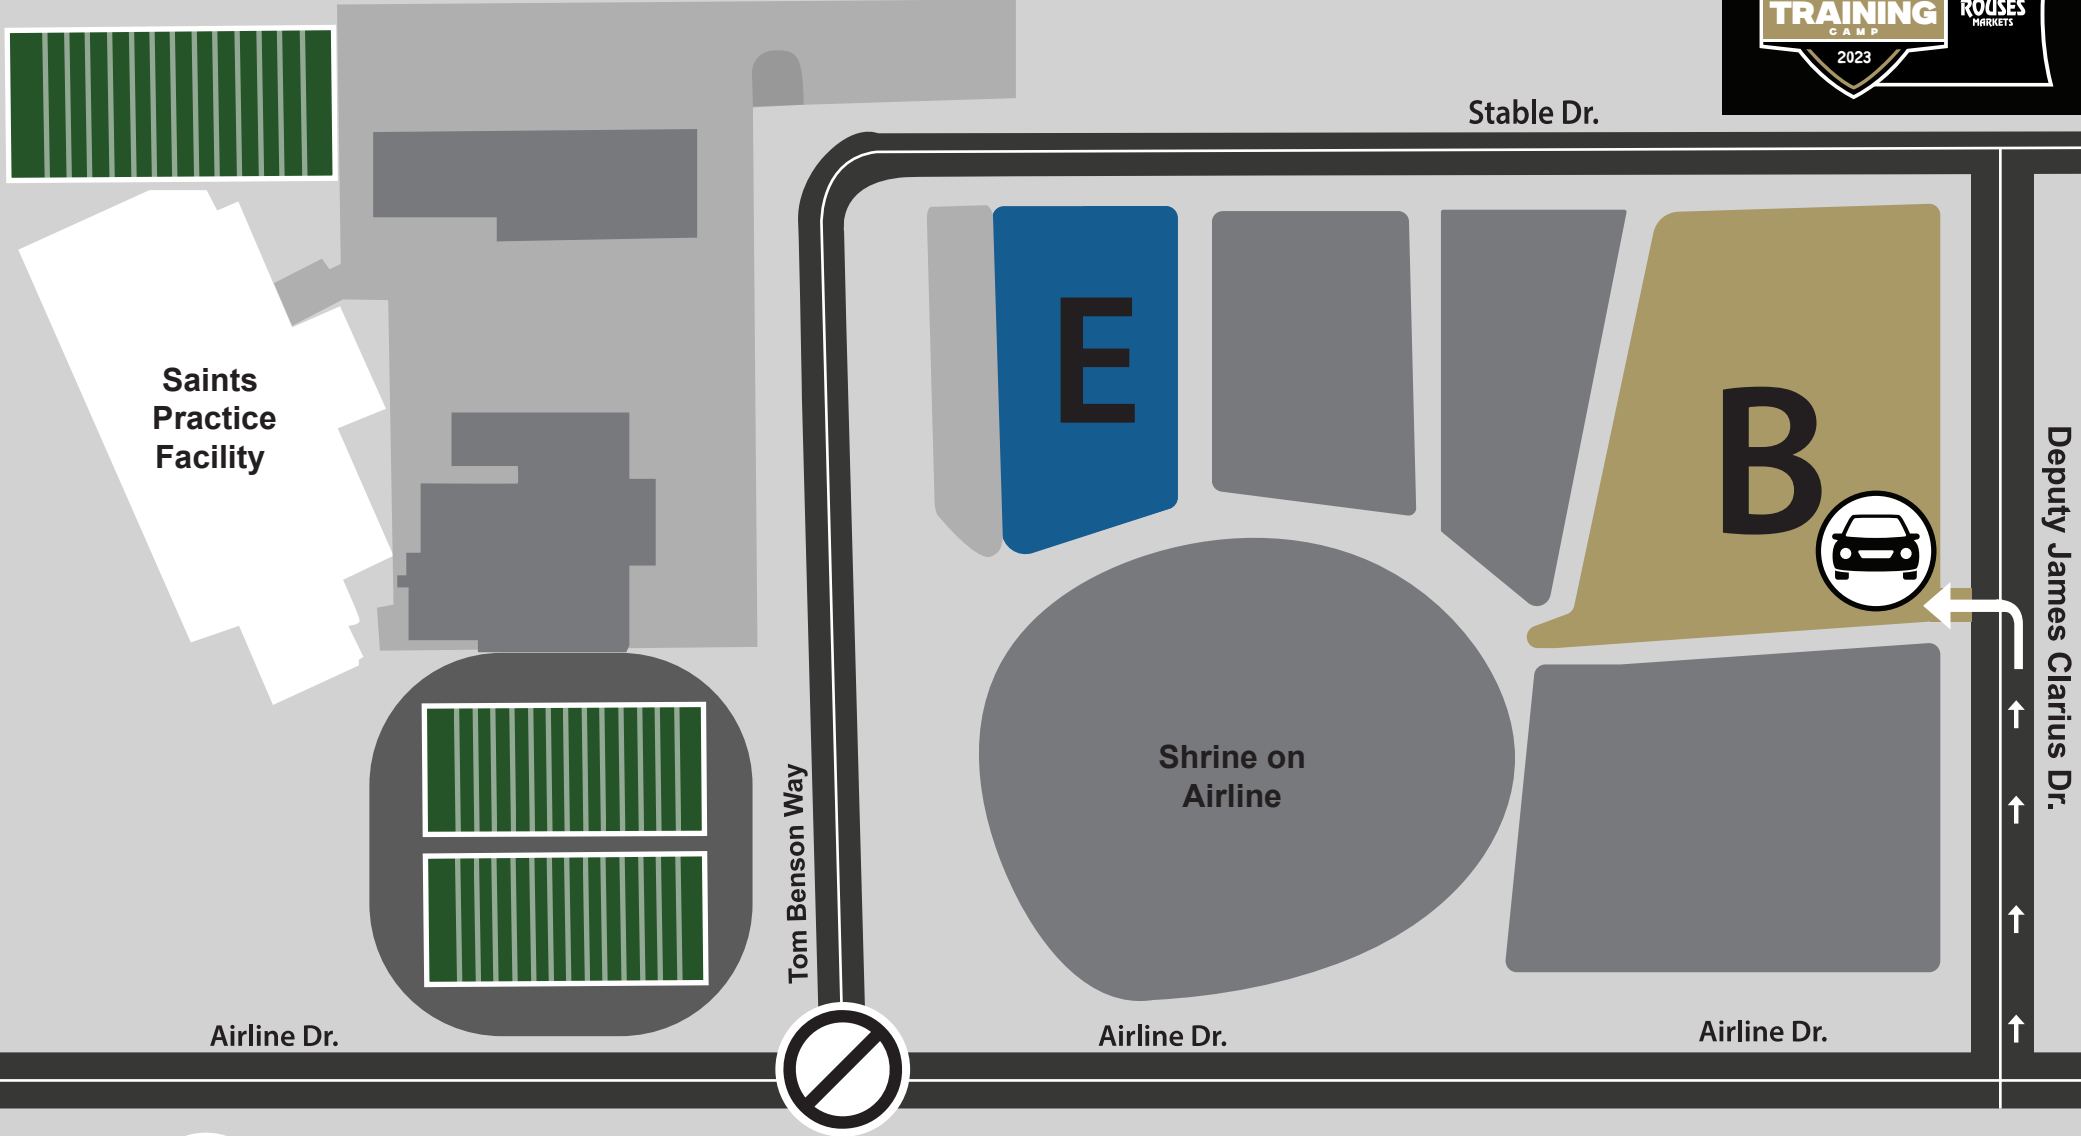 TRAINING
CAMP
2023
ROUSES
MARKETS
Stable Dr.
E
B
Saints
Practice
Facility
Deputy James Clarius Dr.
Shrine on
Airline
Tom Benson Way
Airline Dr.
Airline Dr.
Airline Dr.